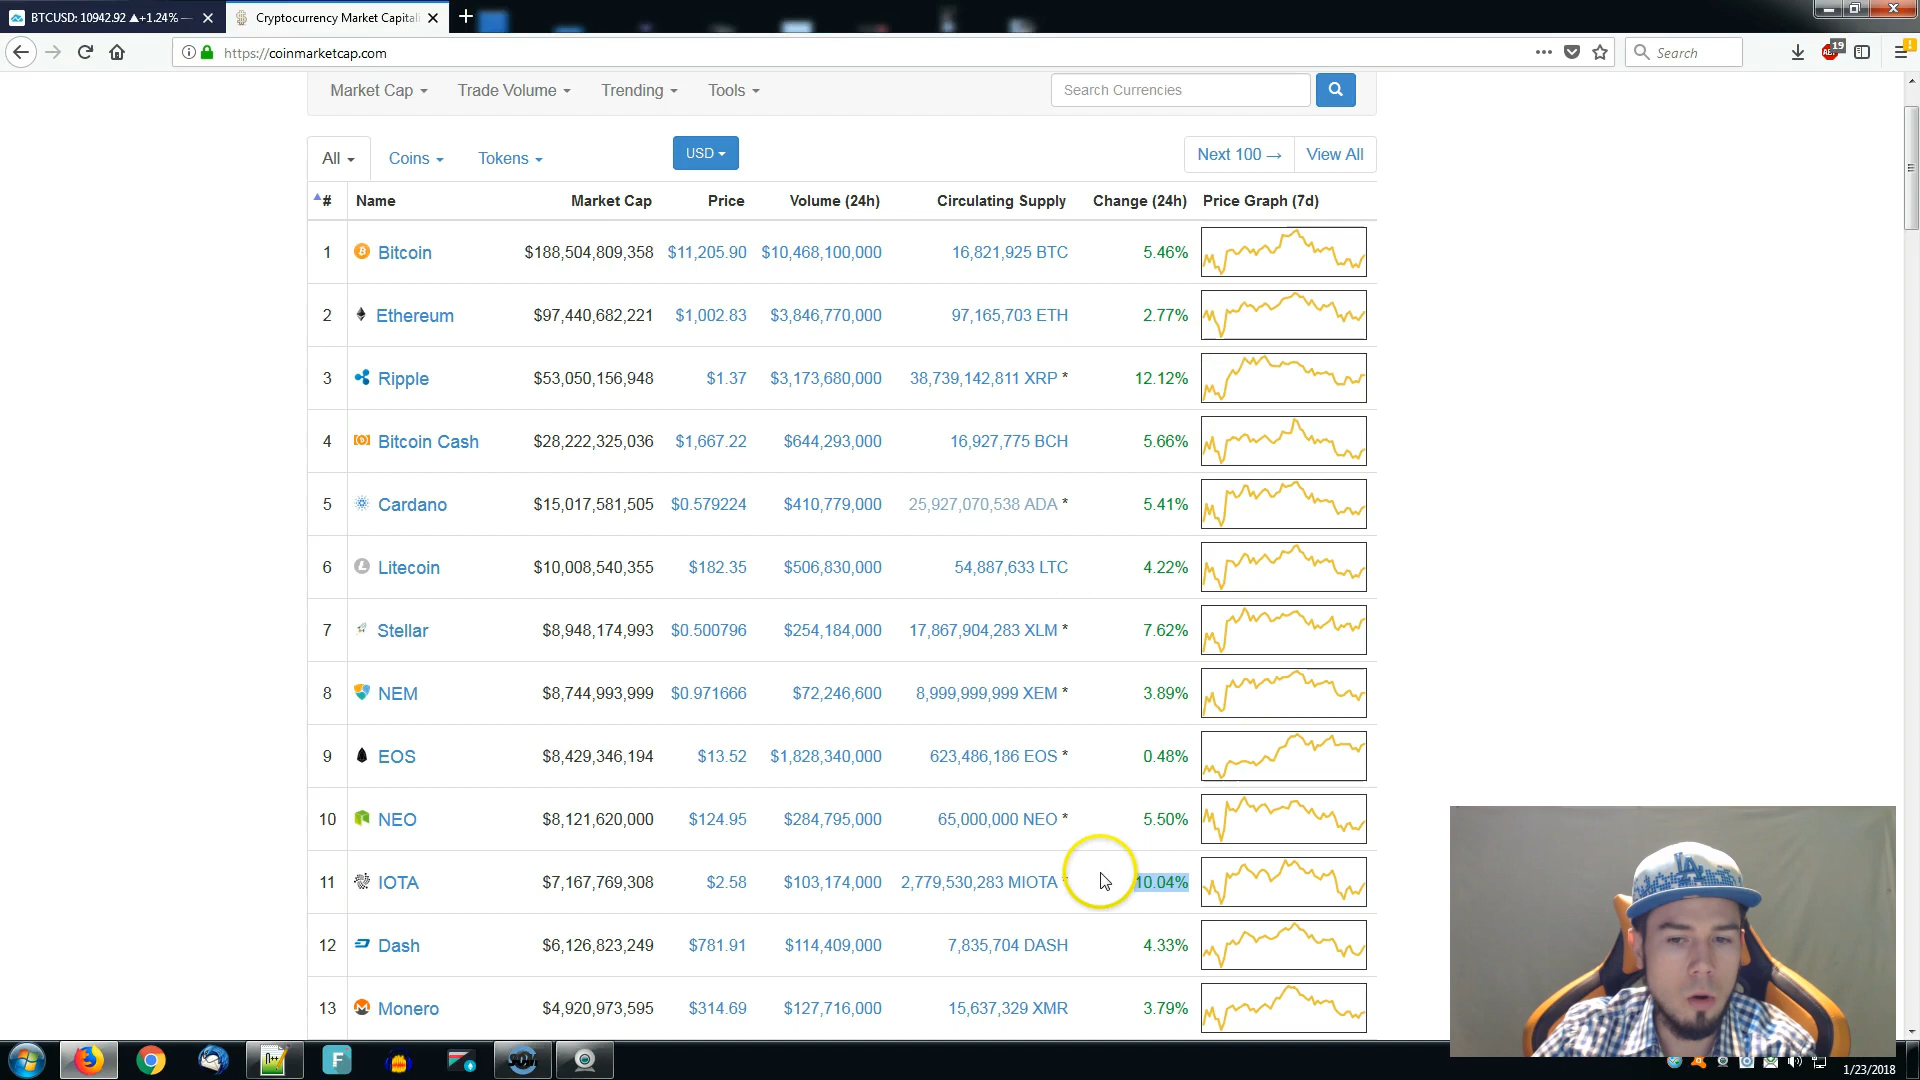 BTCUSD: 10942.92 ▲+1.24% —
Cryptocurrency Market Capitali
https://coinmarketcap.com
Search
19
Market Cap
Trade Volume
Trending
Tools
Search Currencies
All
Coins
Tokens
USD
Next 100 →
View All
# Name Market Cap Price Volume (24h) Circulating Supply Change (24h) Price Graph (7d)
1 Bitcoin $188,504,809,358 $11,205.90 $10,468,100,000 16,821,925 BTC 5.46%
2 Ethereum $97,440,682,221 $1,002.83 $3,846,770,000 97,165,703 ETH 2.77%
3 Ripple $53,050,156,948 $1.37 $3,173,680,000 38,739,142,811 XRP * 12.12%
4 Bitcoin Cash $28,222,325,036 $1,667.22 $644,293,000 16,927,775 BCH 5.66%
5 Cardano $15,017,581,505 $0.579224 $410,779,000 25,927,070,538 ADA * 5.41%
6 Litecoin $10,008,540,355 $182.35 $506,830,000 54,887,633 LTC 4.22%
7 Stellar $8,948,174,993 $0.500796 $254,184,000 17,867,904,283 XLM * 7.62%
8 NEM $8,744,993,999 $0.971666 $72,246,600 8,999,999,999 XEM * 3.89%
9 EOS $8,429,346,194 $13.52 $1,828,340,000 623,486,186 EOS * 0.48%
10 NEO $8,121,620,000 $124.95 $284,795,000 65,000,000 NEO * 5.50%
11 IOTA $7,167,769,308 $2.58 $103,174,000 2,779,530,283 MIOTA * 10.04%
12 Dash $6,126,823,249 $781.91 $114,409,000 7,835,704 DASH 4.33%
13 Monero $4,920,973,595 $314.69 $127,716,000 15,637,329 XMR 3.79%
LA
1/23/2018